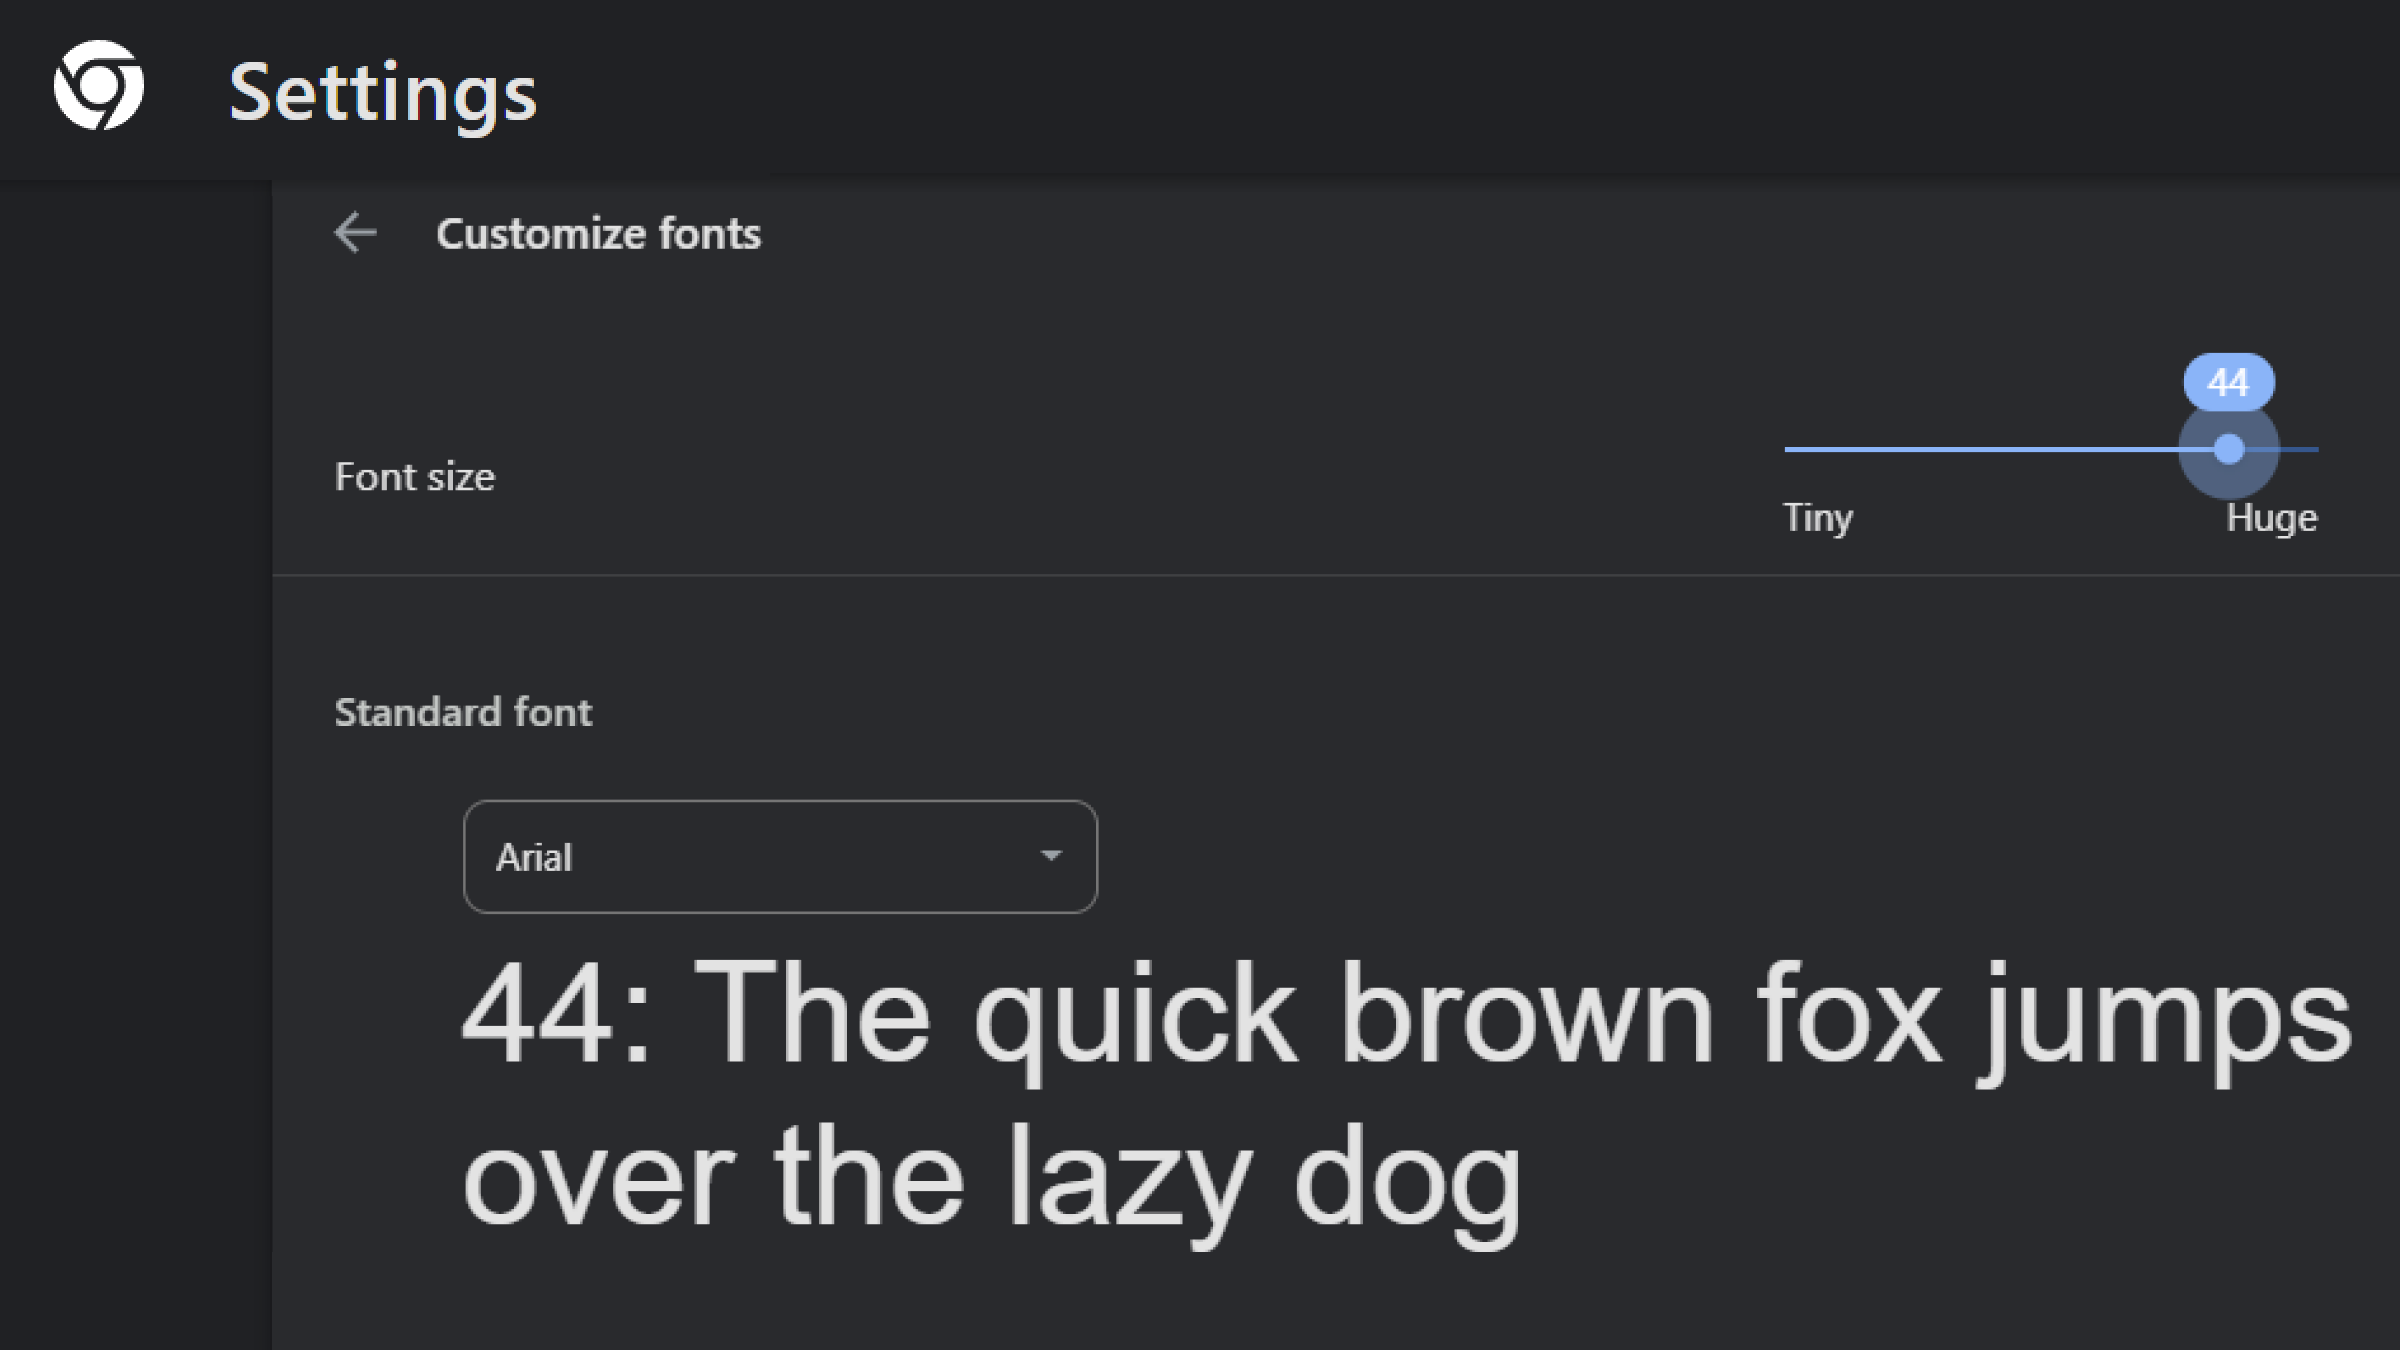 Settings
Customize fonts
44
Font size
Tiny Huge
Standard font
Arial
44: The quick brown fox jumps
over the lazy dog